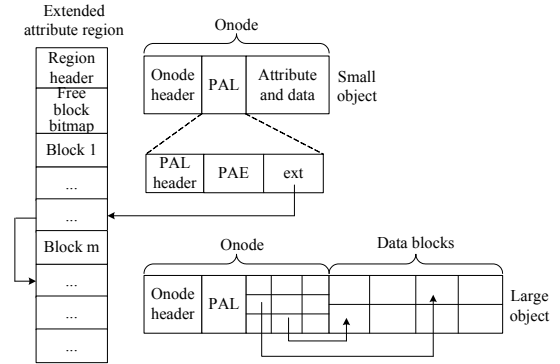 Extended
attribute region
Region
header
Free
block
bitmap
Block 1
...
...
Block m
...
...
...
Onode
Onode
header
PAL
Attribute
and data
Small
object
PAL
header
PAE
ext
Onode
Data blocks
Onode
header
PAL
Large
object